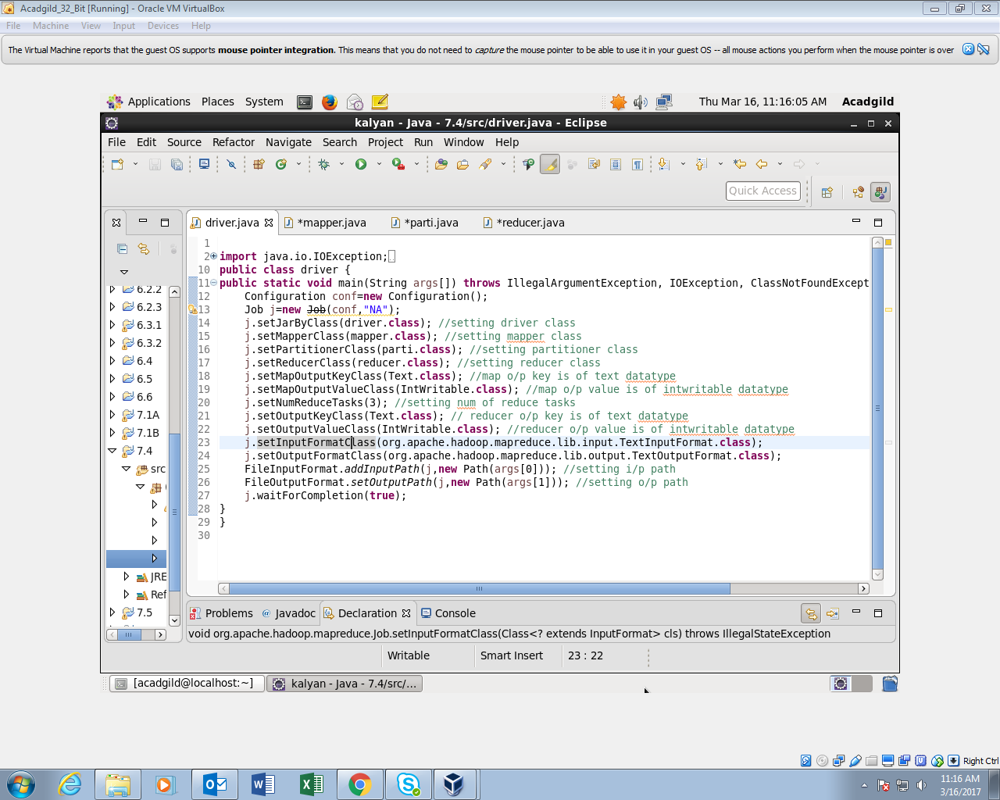 Acadgild_32_Bit [Running] - Oracle VM VirtualBox
File Machine View Input Devices Help
The Virtual Machine reports that the guest OS supports mouse pointer integration. This means that you do not need to capture the mouse pointer to be able to use it in your guest OS -- all mouse actions you perform when the mouse pointer is over
Applications Places System Thu Mar 16, 11:16:05 AM Acadgild
kalyan - Java - 7.4/src/driver.java - Eclipse
File Edit Source Refactor Navigate Search Project Run Window Help
Quick Access
driver.java *mapper.java *parti.java *reducer.java
6.2.2
6.2.3
6.3.1
6.3.2
6.4
6.5
6.6
7.1A
7.1B
7.4
src
JRE
Ref
7.5
1
2 import java.io.IOException;
10 public class driver {
11 public static void main(String args[]) throws IllegalArgumentException, IOException, ClassNotFoundExcept
12 Configuration conf=new Configuration();
13 Job j=new Job(conf,"NA");
14 j.setJarByClass(driver.class); //setting driver class
15 j.setMapperClass(mapper.class); //setting mapper class
16 j.setPartitionerClass(parti.class); //setting partitioner class
17 j.setReducerClass(reducer.class); //setting reducer class
18 j.setMapOutputKeyClass(Text.class); //map o/p key is of text datatype
19 j.setMapOutputValueClass(IntWritable.class); //map o/p value is of intwritable datatype
20 j.setNumReduceTasks(3); //setting num of reduce tasks
21 j.setOutputKeyClass(Text.class); // reducer o/p key is of text datatype
22 j.setOutputValueClass(IntWritable.class); //reducer o/p value is of intwritable datatype
23 j.setInputFormatClass(org.apache.hadoop.mapreduce.lib.input.TextInputFormat.class);
24 j.setOutputFormatClass(org.apache.hadoop.mapreduce.lib.output.TextOutputFormat.class);
25 FileInputFormat.addInputPath(j,new Path(args[0])); //setting i/p path
26 FileOutputFormat.setOutputPath(j,new Path(args[1])); //setting o/p path
27 j.waitForCompletion(true);
28 }
29 }
30
Problems @ Javadoc Declaration Console
void org.apache.hadoop.mapreduce.Job.setInputFormatClass(Class<? extends InputFormat> cls) throws IllegalStateException
Writable Smart Insert 23 : 22
[acadgild@localhost:~] kalyan - Java - 7.4/src/...
Right Ctrl
11:16 AM
3/16/2017